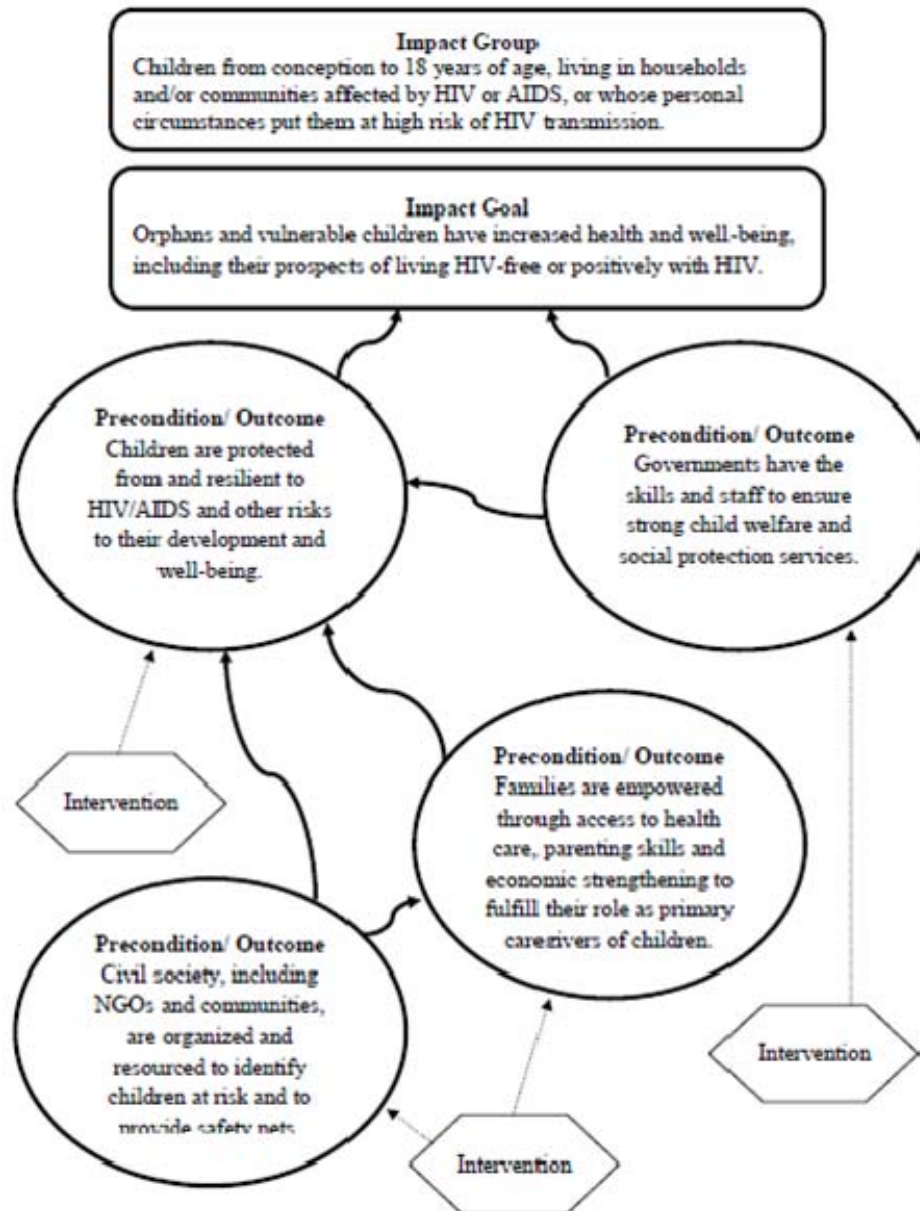 Impact Group
Children from conception to 18 years of age, living in households
and/or communities affected by HIV or AIDS, or whose personal
circumstances put them at high risk of HIV transmission.
Impact Goal
Orphans and vulnerable children have increased health and well-being,
including their prospects of living HIV-free or positively with HIV.
Precondition/ Outcome
Children are protected
from and resilient to
HIV/AIDS and other risks
to their development and
well-being.
Precondition/ Outcome
Governments have the
skills and staff to ensure
strong child welfare and
social protection services.
Intervention
Precondition/ Outcome
Families are empowered
through access to health
care, parenting skills and
economic strengthening to
fulfill their role as primary
caregivers of children.
Precondition/ Outcome
Civil society, including
NGOs and communities,
are organized and
resourced to identify
children at risk and to
provide safety nets
Intervention
Intervention